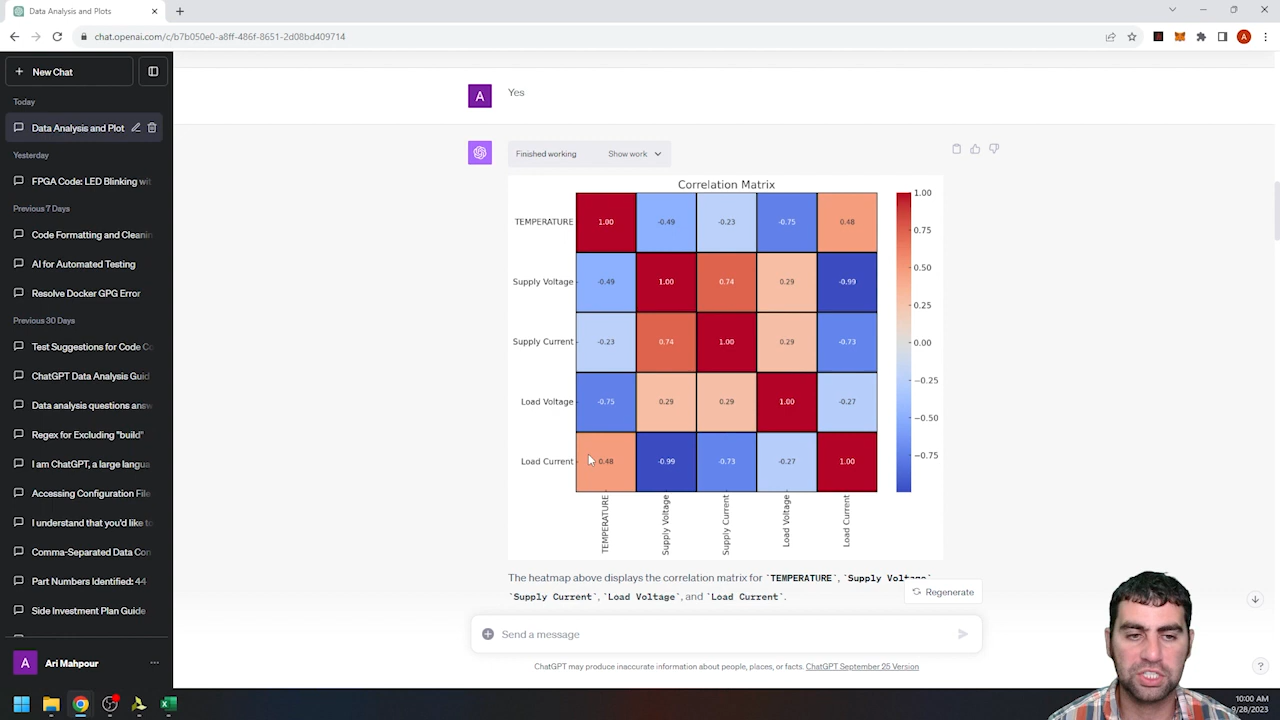 Data Analysis and Plots
chat.openai.com/c/b7b050e0-a8ff-486f-8651-2d08bd409714
A
New Chat
Today
Data Analysis and Plot
Yesterday
FPGA Code: LED Blinking wit
Previous 7 Days
Code Formatting and Cleanin
AI for Automated Testing
Resolve Docker GPG Error
Previous 30 Days
Test Suggestions for Code Co
ChatGPT Data Analysis Guid
Data analysis questions answ
Regex for Excluding "build"
I am ChatGPT, a large langua
Accessing Configuration File
I understand that you'd like to
Comma-Separated Data Con
Part Numbers Identified: 44
Side Investment Plan Guide
A Ari Mahpour
A Yes
Finished working Show work
Correlation Matrix
TEMPERATURE 1.00 -0.49 -0.23 -0.75 0.48
Supply Voltage -0.49 1.00 0.74 0.29 -0.99
Supply Current -0.23 0.74 1.00 0.29 -0.73
Load Voltage -0.75 0.29 0.29 1.00 -0.27
Load Current 0.48 -0.99 -0.73 -0.27 1.00
TEMPERATURE
Supply Voltage
Supply Current
Load Voltage
Load Current
1.00
0.75
0.50
0.25
0.00
−0.25
−0.50
−0.75
The heatmap above displays the correlation matrix for `TEMPERATURE`, `Supply Voltage`
`Supply Current`, `Load Voltage`, and `Load Current`.
Regenerate
Send a message
ChatGPT may produce inaccurate information about people, places, or facts. ChatGPT September 25 Version
?
10:00 AM
9/28/2023